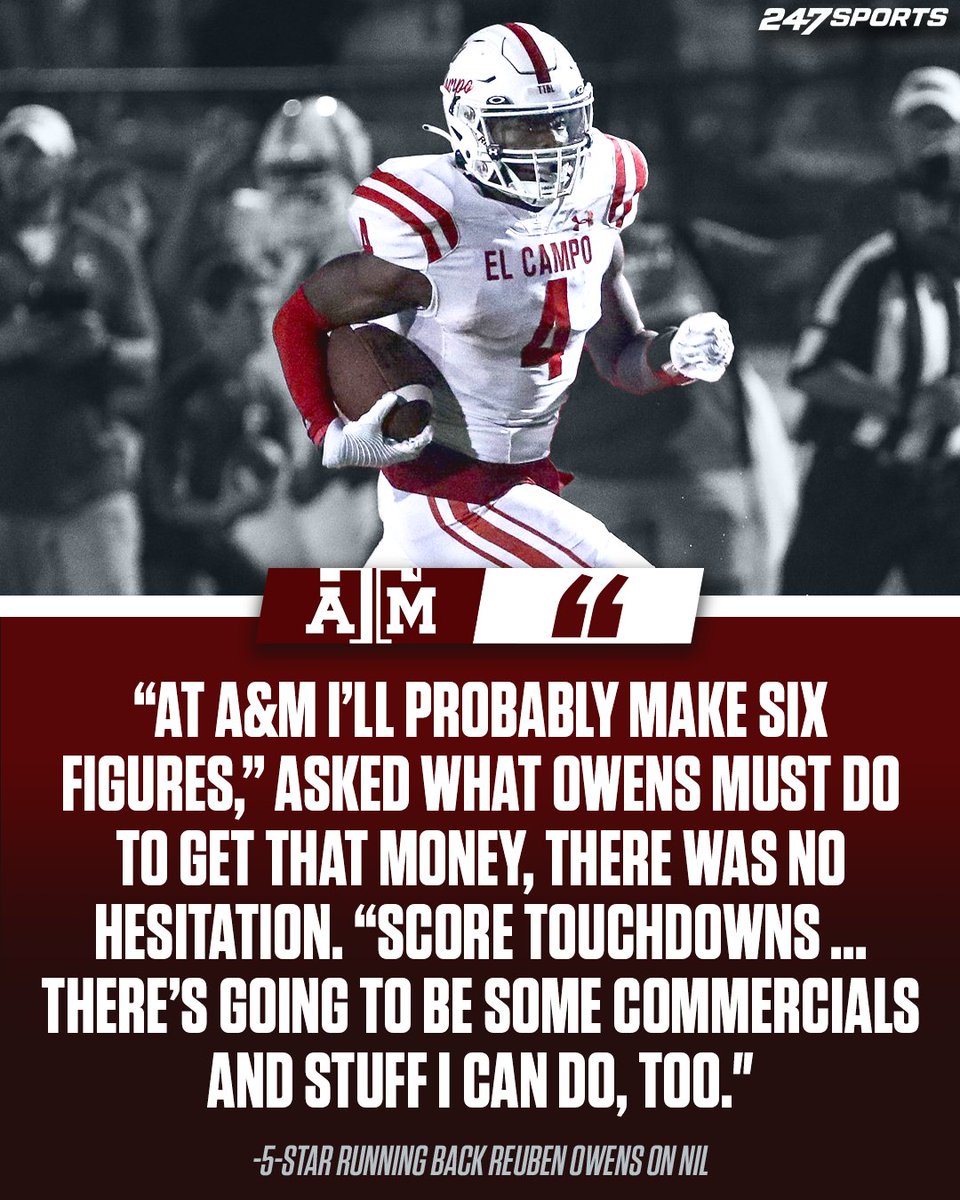 247SPORTS
TXFL
EL CAMPO
4
4
A&M
“
“AT A&M I’LL PROBABLY MAKE SIX
FIGURES,” ASKED WHAT OWENS MUST DO
TO GET THAT MONEY, THERE WAS NO
HESITATION. “SCORE TOUCHDOWNS ...
THERE’S GOING TO BE SOME COMMERCIALS
AND STUFF I CAN DO, TOO."
-5-STAR RUNNING BACK REUBEN OWENS ON NIL